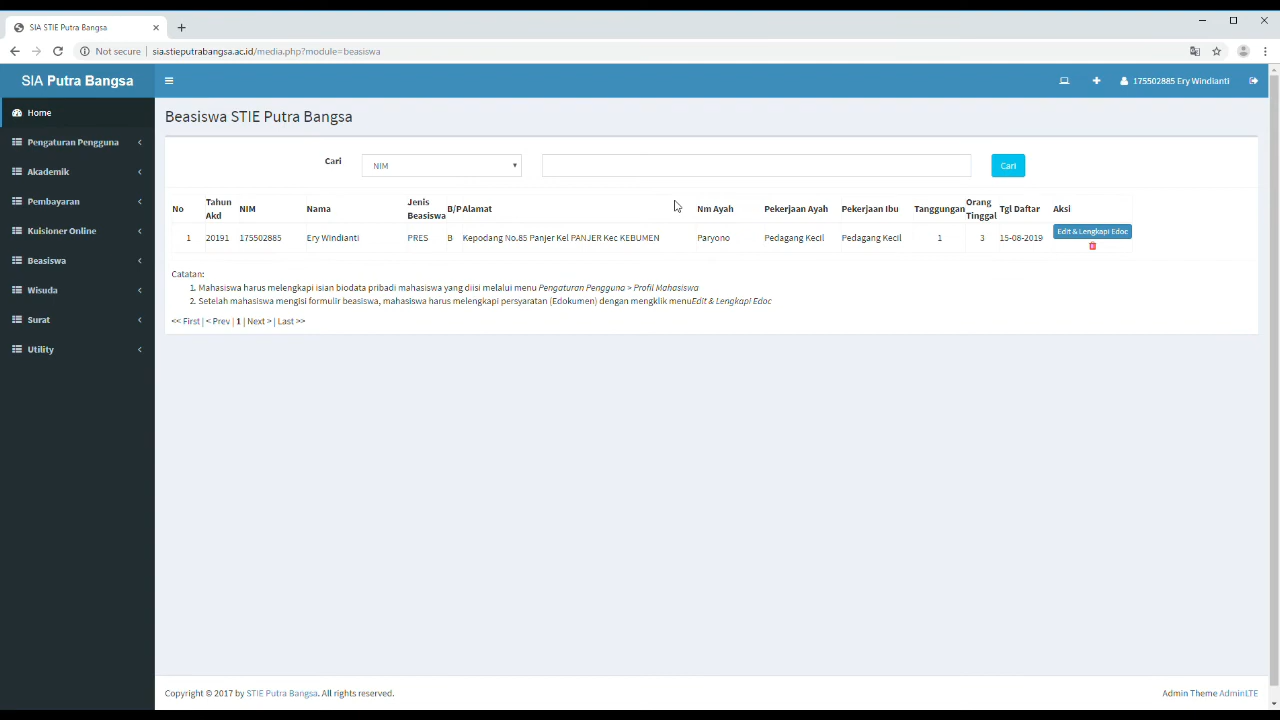 SIA STIE Putra Bangsa
Not secure | sia.stieputrabangsa.ac.id/media.php?module=beasiswa
SIA Putra Bangsa
175502885 Ery Windianti
Home
Pengaturan Pengguna
Akademik
Pembayaran
Kuisioner Online
Beasiswa
Wisuda
Surat
Utility
Beasiswa STIE Putra Bangsa
Cari NIM Cari
No Tahun Akd NIM Nama Jenis Beasiswa B/P Alamat Nm Ayah Pekerjaan Ayah Pekerjaan Ibu Tanggungan Orang Tinggal Tgl Daftar Aksi
1 20191 175502885 Ery Windianti PRES B Kepodang No.85 Panjer Kel PANJER Kec KEBUMEN Paryono Pedagang Kecil Pedagang Kecil 1 3 15-08-2019 Edit & Lengkapi Edoc
Catatan:
1. Mahasiswa harus melengkapi isian biodata pribadi mahasiswa yang diisi melalui menu Pengaturan Pengguna > Profil Mahasiswa
2. Setelah mahasiswa mengisi formulir beasiswa, mahasiswa harus melengkapi persyaratan (Edokumen) dengan mengklik menuEdit & Lengkapi Edoc
<< First | < Prev | 1 | Next > | Last >>
Copyright © 2017 by STIE Putra Bangsa. All rights reserved.
Admin Theme AdminLTE